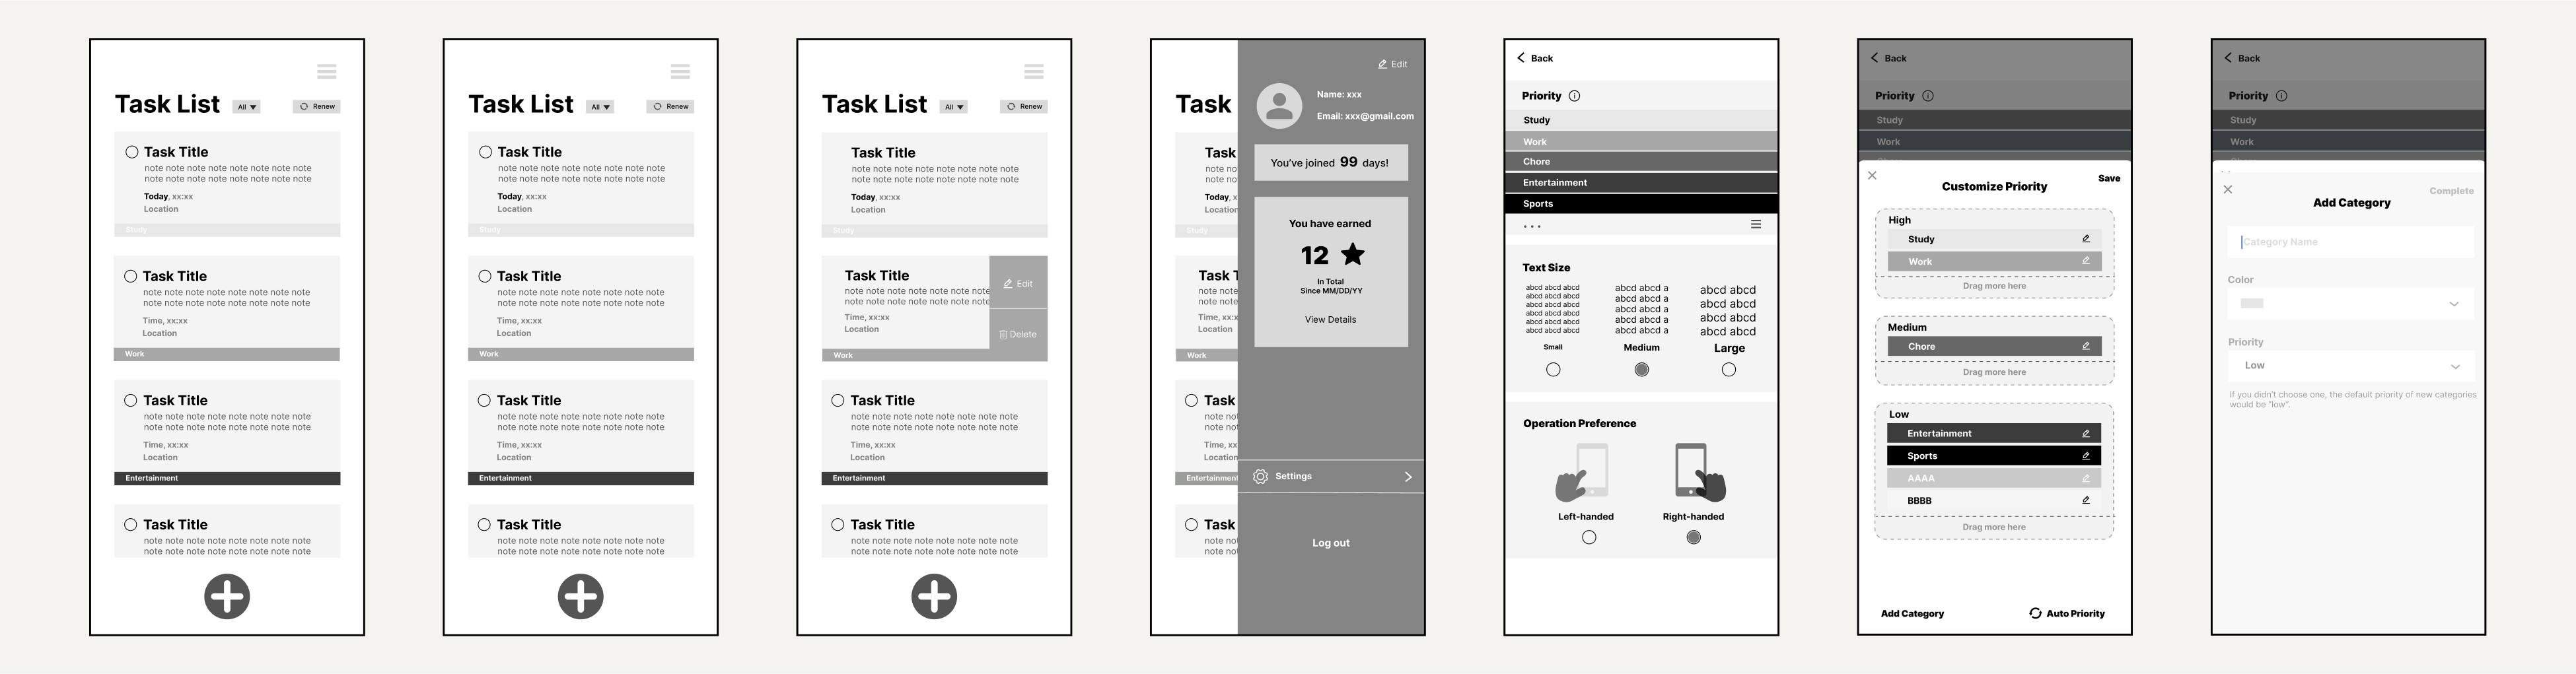 Task List
All ▼
Renew
Task Title
note note note note note note note
note note note note note note note
Today, xx:xx
Location
Study
Task Title
note note note note note note note
note note note note note note note
Time, xx:xx
Location
Work
Task Title
note note note note note note note
note note note note note note note
Time, xx:xx
Location
Entertainment
Task Title
note note note note note note note
note note note note note note note
Task List
All ▼
Renew
Task Title
note note note note note note note
note note note note note note note
Today, xx:xx
Location
Study
Task Title
note note note note note note note
note note note note note note note
Time, xx:xx
Location
Work
Task Title
note note note note note note note
note note note note note note note
Time, xx:xx
Location
Entertainment
Task Title
note note note note note note note
note note note note note note note
Task List
All ▼
Renew
Task Title
note note note note note note note
note note note note note note note
Today, xx:xx
Location
Study
Task Title
note note note note note note
note note note note note note
Time, xx:xx
Location
Work
Edit
Delete
Task Title
note note note note note note note
note note note note note note note
Time, xx:xx
Location
Entertainment
Task Title
note note note note note note note
note note note note note note note
Task
Task
note no
note no
Today, x
Location
Study
Task T
note no
note no
Time, xx:x
Location
Work
Task
note no
note no
Time, xx
Location
Entertainment
Task
note no
note no
Edit
Name: xxx
Email: xxx@gmail.com
You've joined 99 days!
You have earned
12 ★
In Total
Since MM/DD/YY
View Details
Settings
Log out
Back
Priority
Study
Work
Chore
Entertainment
Sports
...
Text Size
abcd abcd abcd
abcd abcd abcd
abcd abcd abcd
abcd abcd abcd
abcd abcd abcd
abcd abcd abcd
Small
abcd abcd a
abcd abcd a
abcd abcd a
abcd abcd a
abcd abcd a
Medium
abcd abcd
abcd abcd
abcd abcd
abcd abcd
Large
Operation Preference
Left-handed
Right-handed
Back
Priority
Study
Work
Save
Customize Priority
High
Study
Work
Drag more here
Medium
Chore
Drag more here
Low
Entertainment
Sports
AAAA
BBBB
Drag more here
Add Category
Auto Priority
Back
Priority
Study
Work
Complete
Add Category
Category Name
Color
Priority
Low
If you didn't choose one, the default priority of new categories
would be "low".